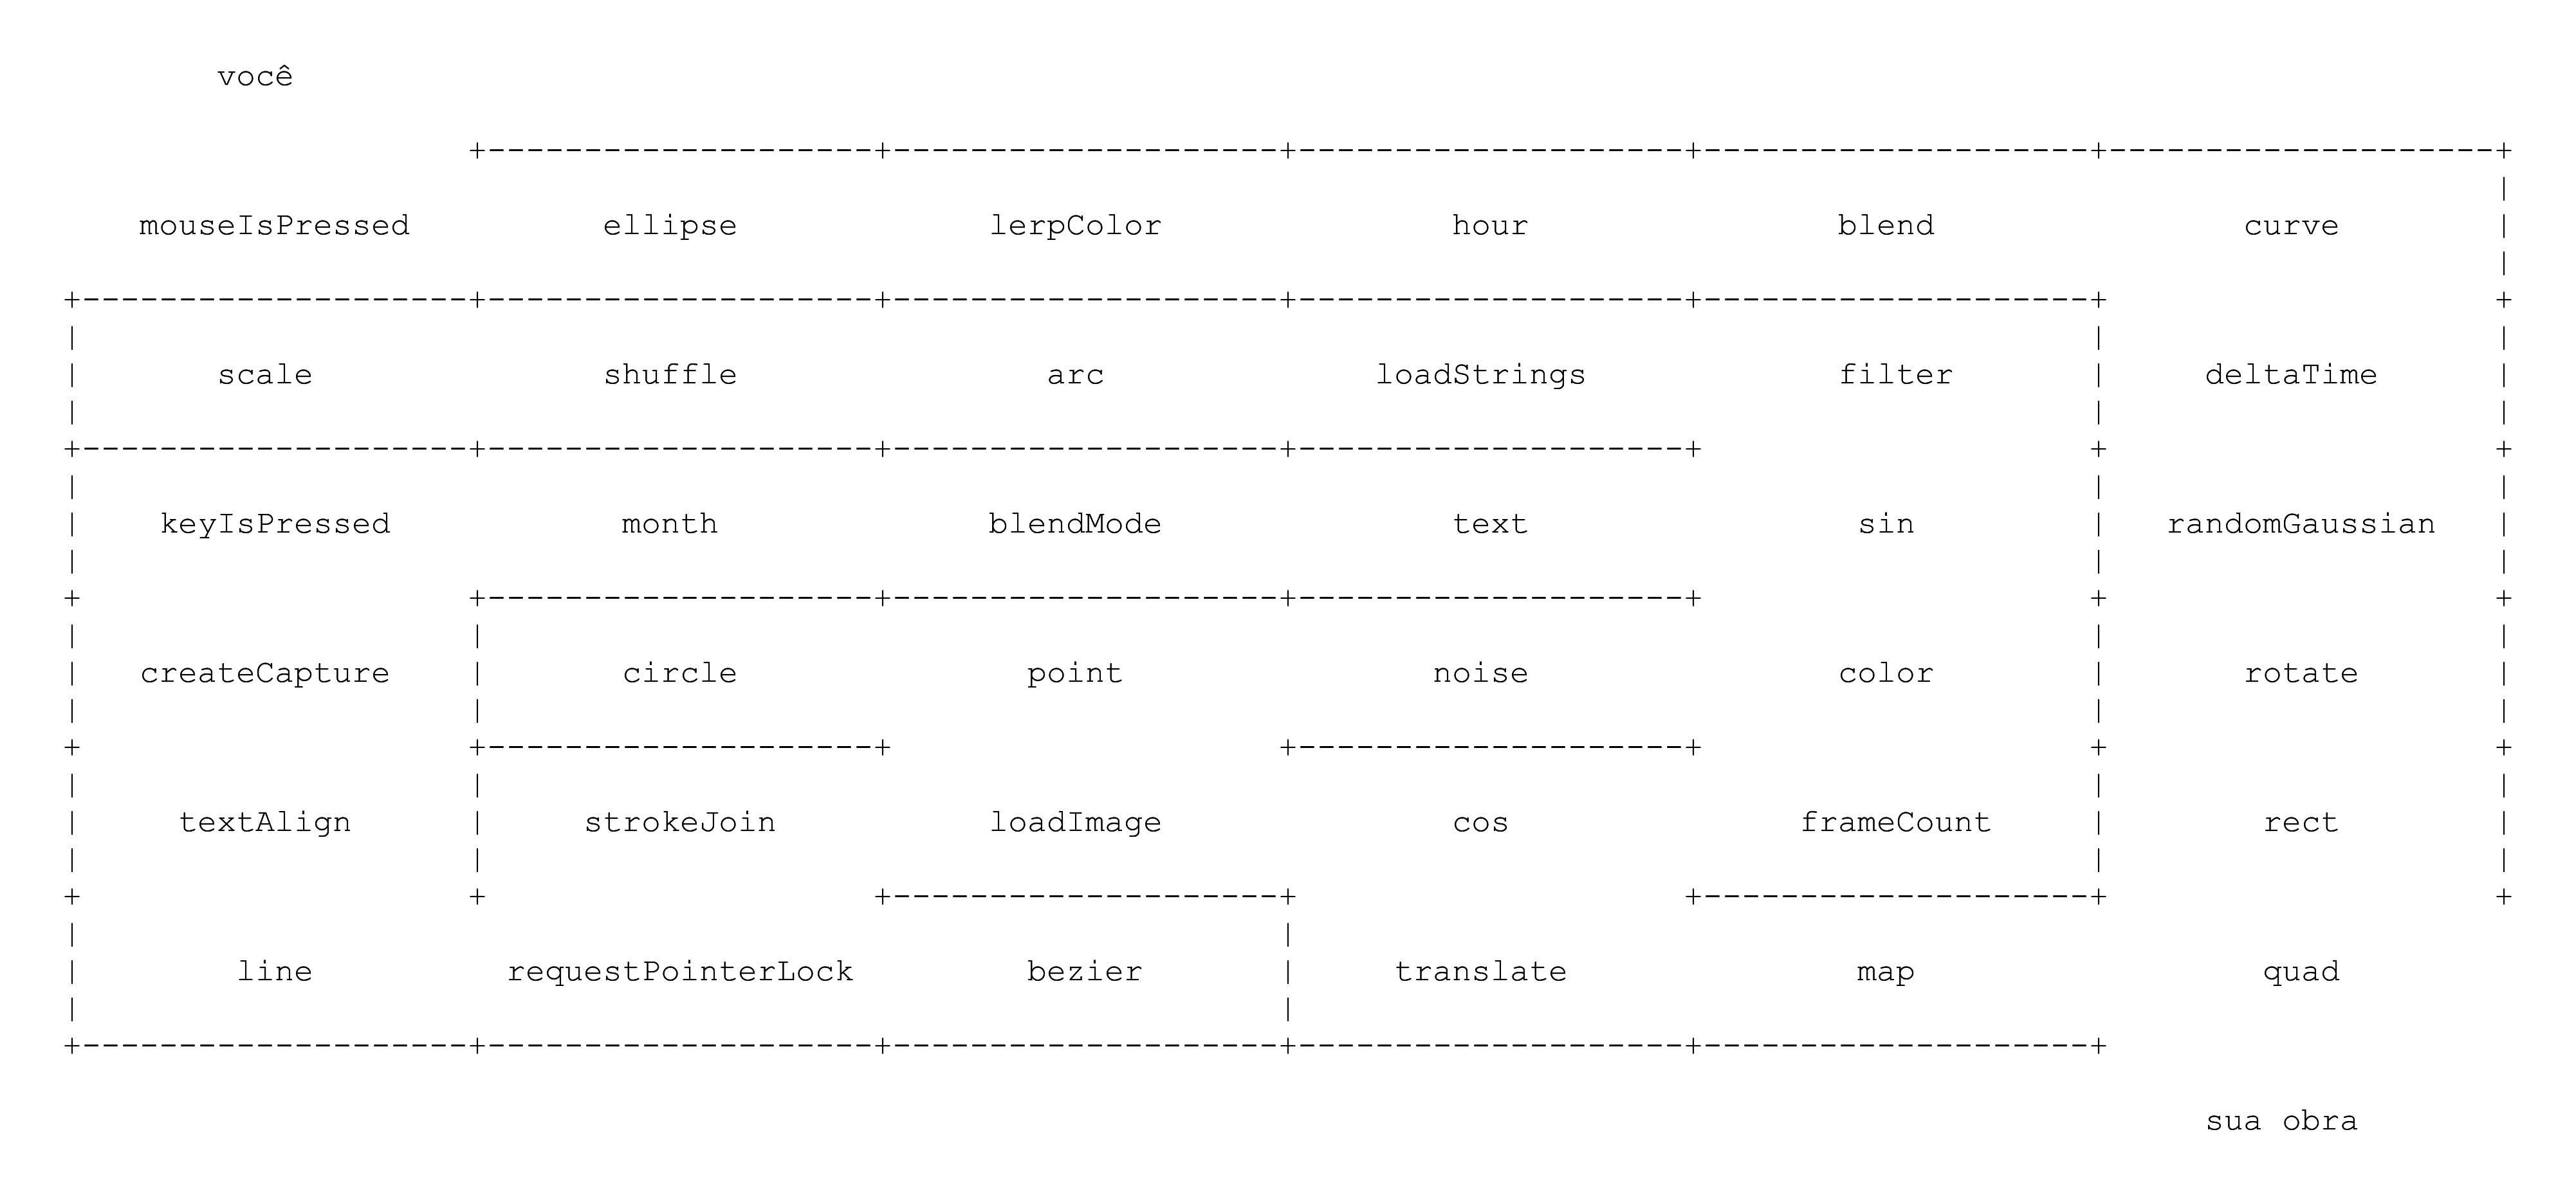 você
mouseIsPressed ellipse lerpColor hour blend curve
scale shuffle arc loadStrings filter deltaTime
keyIsPressed month blendMode text sin randomGaussian
createCapture circle point noise color rotate
textAlign strokeJoin loadImage cos frameCount rect
line requestPointerLock bezier translate map quad
sua obra